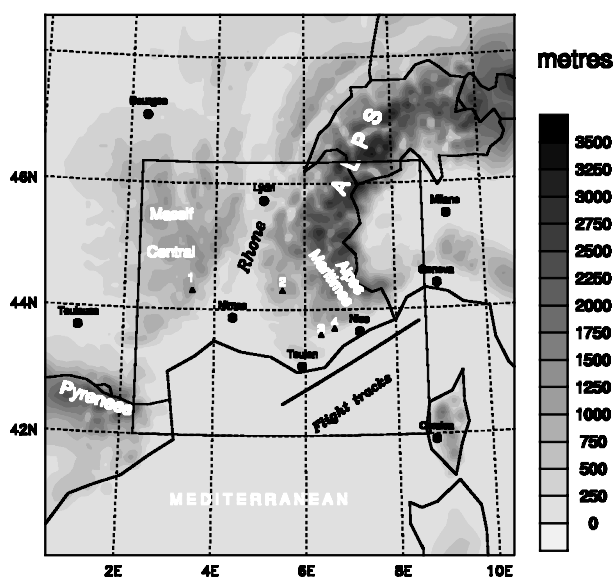 metres
Bourges
ALPS
46N
Lyon
Massif
Central
Rhone
Milano
1
2
Alpes
Maritimes
Genova
44N
Toulouse
Nimes
3
4
Nice
Toulon
Pyrenees
Flight tracks
42N
Corsica
MEDITERRANEAN
2E
4E
6E
8E
10E
3500
3250
3000
2750
2500
2250
2000
1750
1500
1250
1000
750
500
250
0